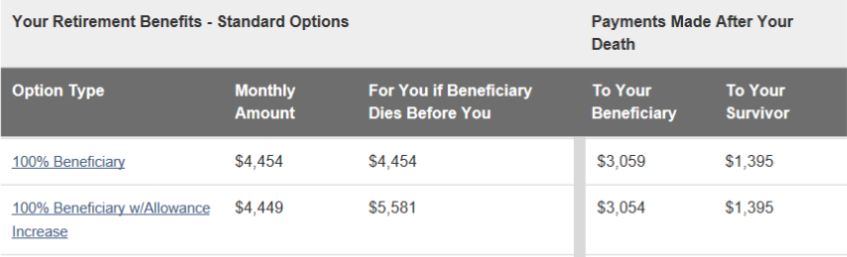 Your Retirement Benefits - Standard Options
Payments Made After Your
Death
Option Type
Monthly
Amount
For You if Beneficiary
Dies Before You
To Your
Beneficiary
To Your
Survivor
100% Beneficiary $4,454 $4,454 $3,059 $1,395
100% Beneficiary w/Allowance $4,449 $5,581 $3,054 $1,395
Increase